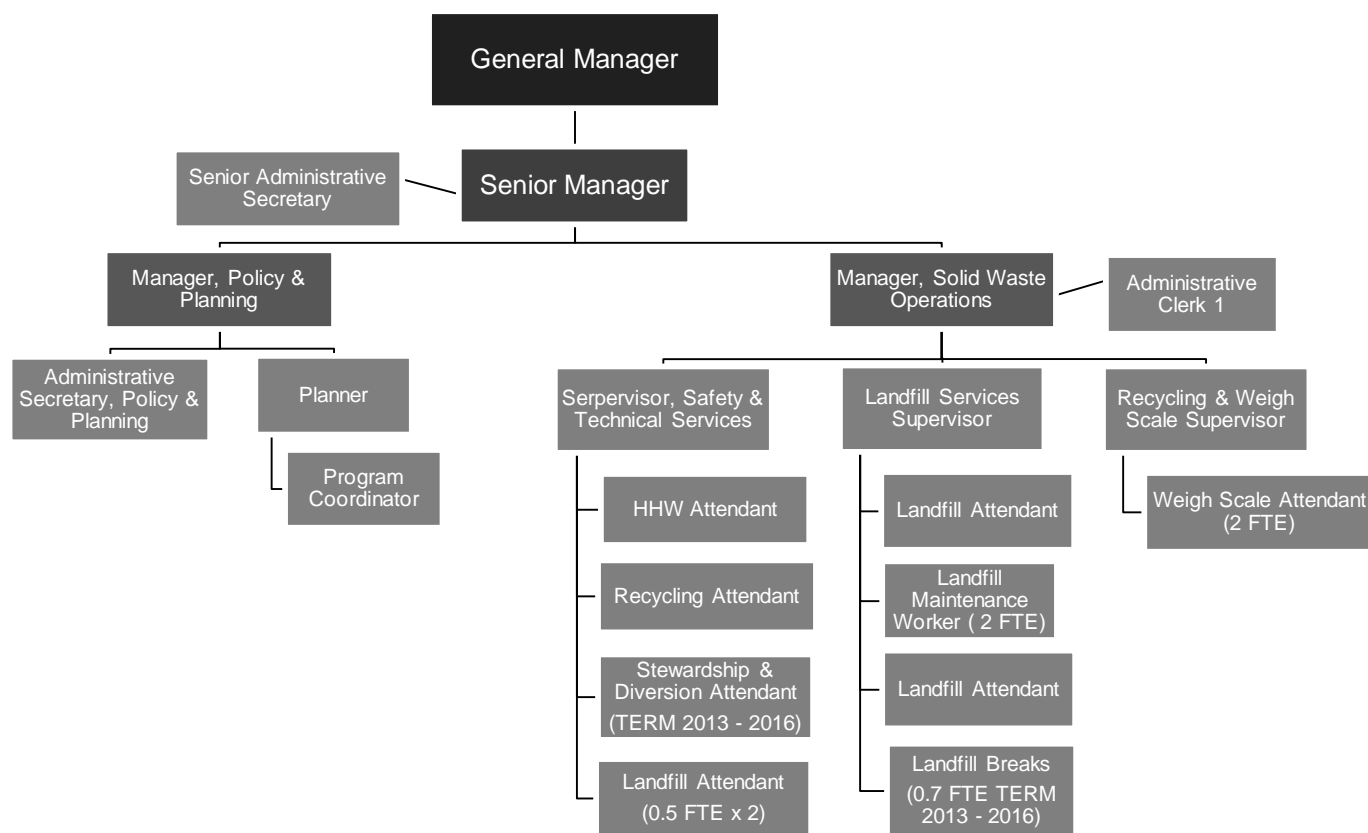 General Manager
Senior Administrative
Secretary
Senior Manager
Manager, Policy &
Planning
Manager, Solid Waste
Operations
Administrative
Clerk 1
Administrative
Secretary, Policy &
Planning
Planner
Program
Coordinator
Serpervisor, Safety &
Technical Services
HHW Attendant
Recycling Attendant
Stewardship &
Diversion Attendant
(TERM 2013 - 2016)
Landfill Attendant
(0.5 FTE x 2)
Landfill Services
Supervisor
Landfill Attendant
Landfill
Maintenance
Worker ( 2 FTE)
Landfill Attendant
Landfill Breaks
(0.7 FTE TERM
2013 - 2016)
Recycling & Weigh
Scale Supervisor
Weigh Scale Attendant
(2 FTE)